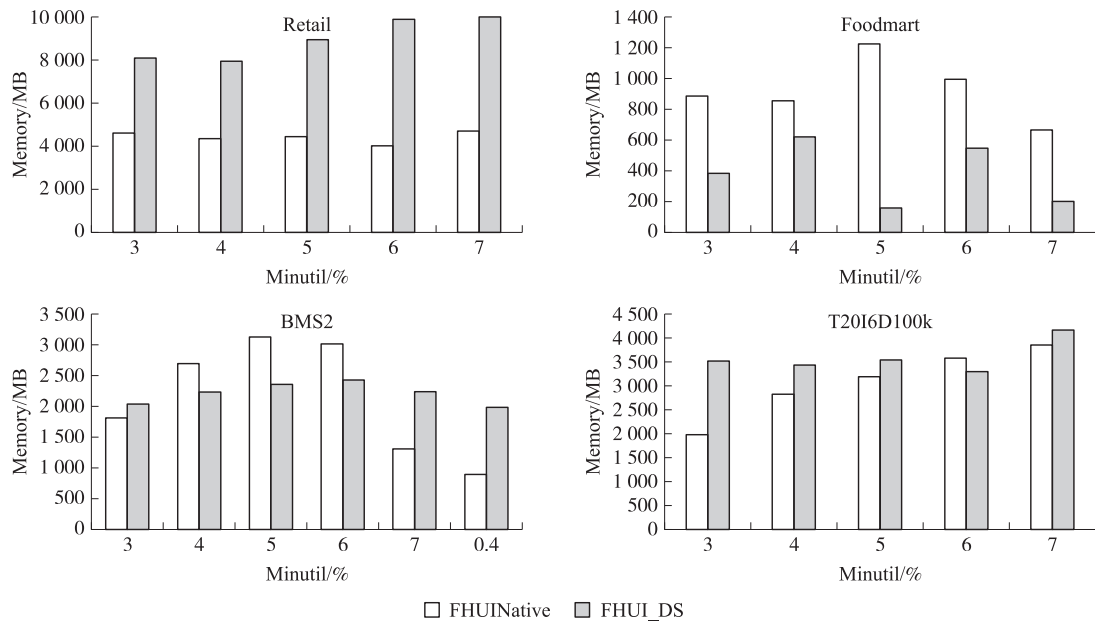 Retail
Memory/MB
10 000
8 000
6 000
4 000
2 000
0
3 4 5 6 7
Minutil/%
Foodmart
Memory/MB
1 400
1 200
1 000
800
600
400
200
0
3 4 5 6 7
Minutil/%
BMS2
Memory/MB
3 500
3 000
2 500
2 000
1 500
1 000
500
0
3 4 5 6 7 0.4
Minutil/%
T20I6D100k
Memory/MB
4 500
4 000
3 500
3 000
2 500
2 000
1 500
1 000
500
0
3 4 5 6 7
Minutil/%
FHUINative FHUI_DS